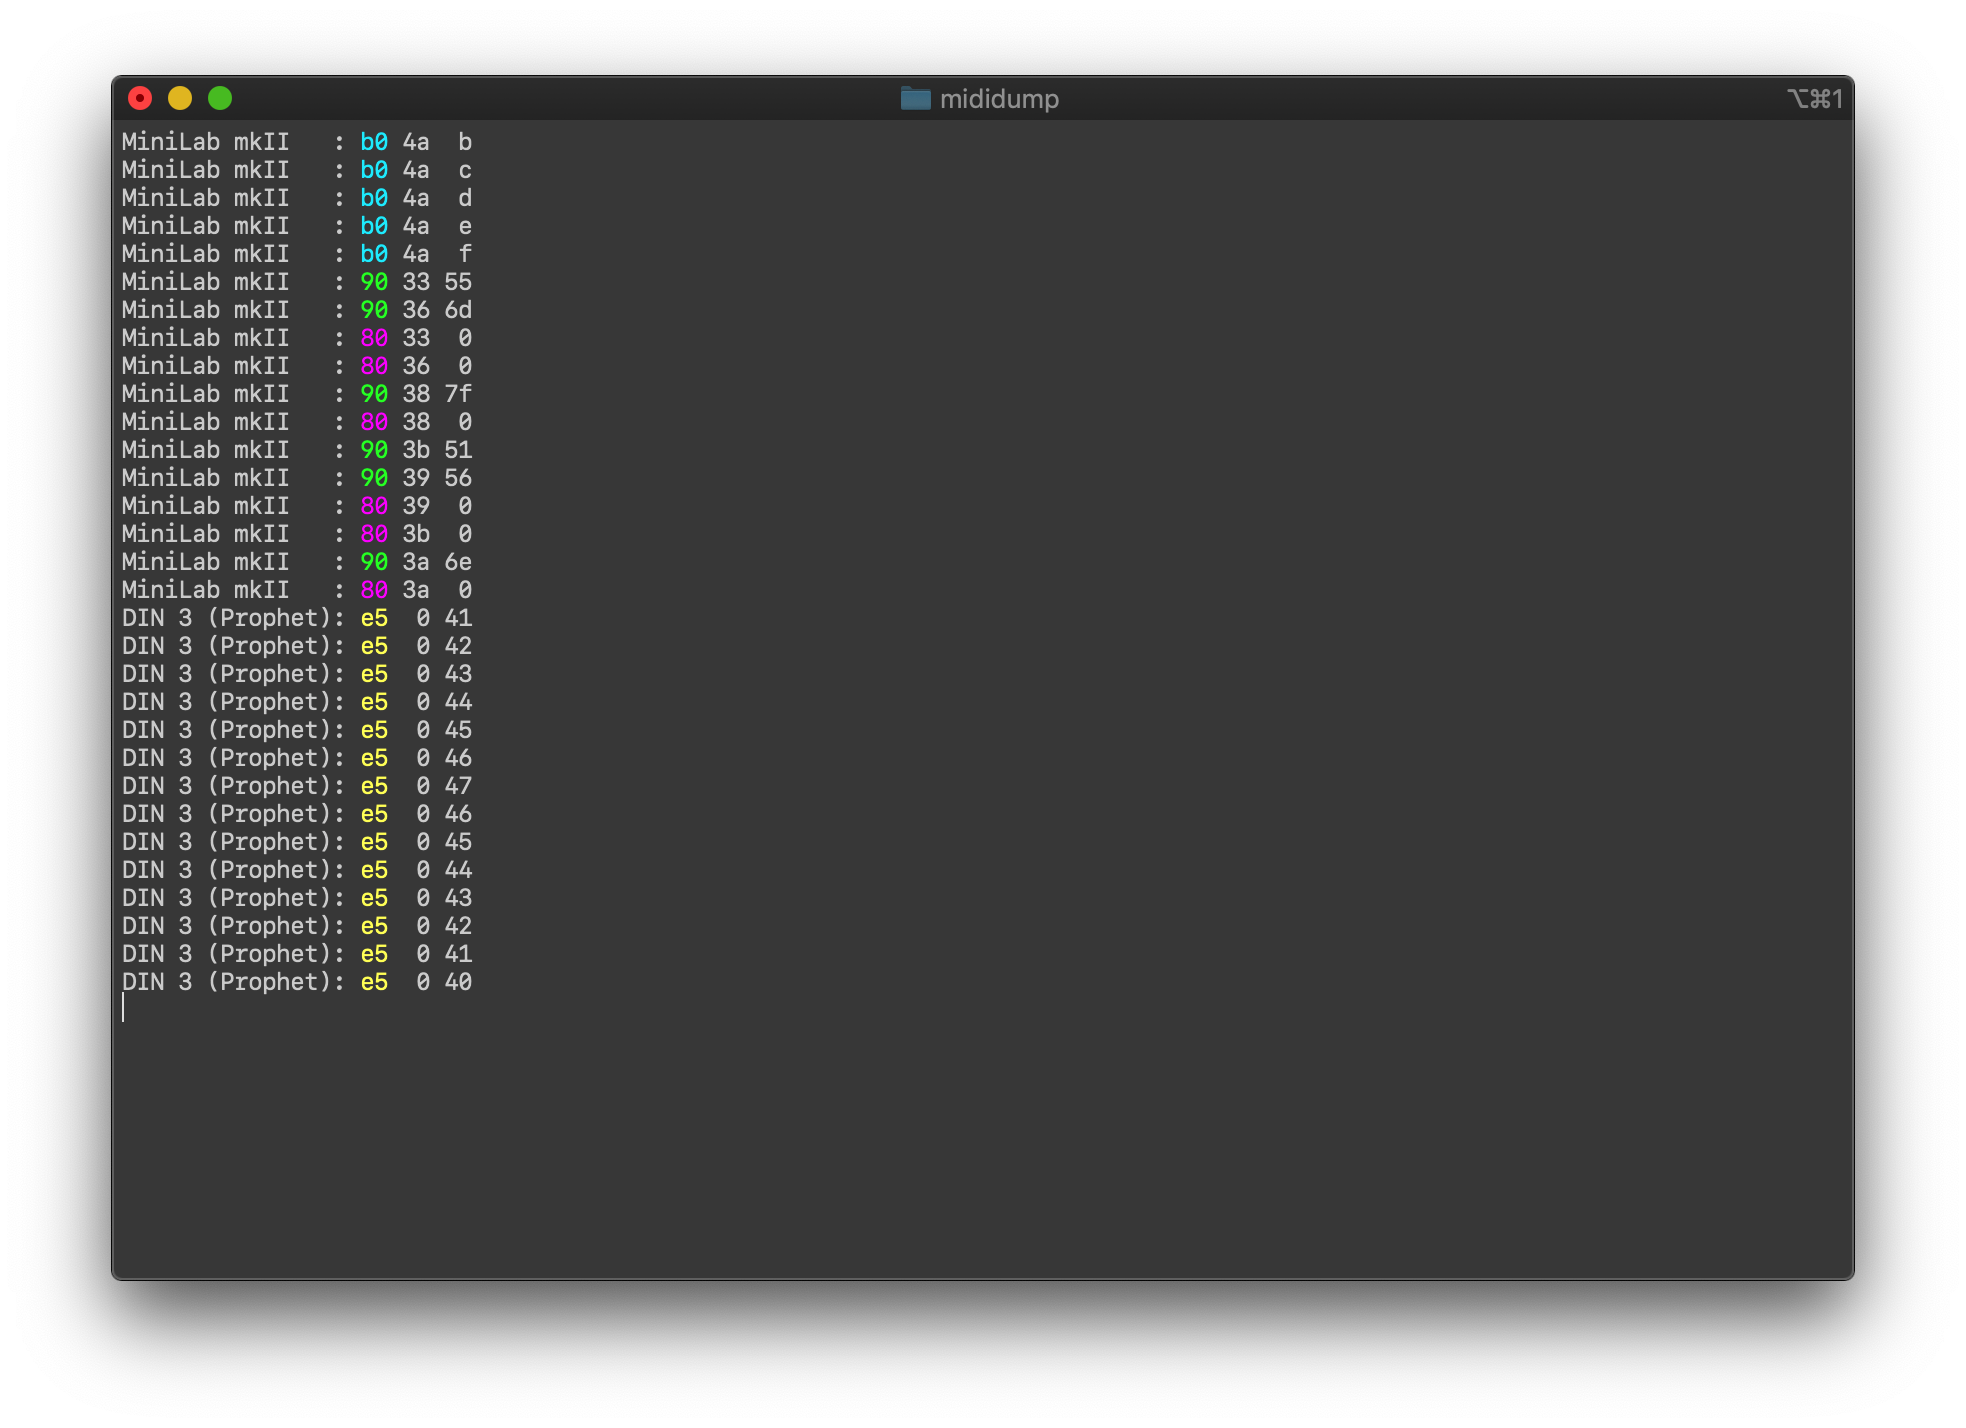 mididump
⌥⌘1
MiniLab mkII   : b0 4a  b
MiniLab mkII   : b0 4a  c
MiniLab mkII   : b0 4a  d
MiniLab mkII   : b0 4a  e
MiniLab mkII   : b0 4a  f
MiniLab mkII   : 90 33 55
MiniLab mkII   : 90 36 6d
MiniLab mkII   : 80 33  0
MiniLab mkII   : 80 36  0
MiniLab mkII   : 90 38 7f
MiniLab mkII   : 80 38  0
MiniLab mkII   : 90 3b 51
MiniLab mkII   : 90 39 56
MiniLab mkII   : 80 39  0
MiniLab mkII   : 80 3b  0
MiniLab mkII   : 90 3a 6e
MiniLab mkII   : 80 3a  0
DIN 3 (Prophet): e5  0 41
DIN 3 (Prophet): e5  0 42
DIN 3 (Prophet): e5  0 43
DIN 3 (Prophet): e5  0 44
DIN 3 (Prophet): e5  0 45
DIN 3 (Prophet): e5  0 46
DIN 3 (Prophet): e5  0 47
DIN 3 (Prophet): e5  0 46
DIN 3 (Prophet): e5  0 45
DIN 3 (Prophet): e5  0 44
DIN 3 (Prophet): e5  0 43
DIN 3 (Prophet): e5  0 42
DIN 3 (Prophet): e5  0 41
DIN 3 (Prophet): e5  0 40